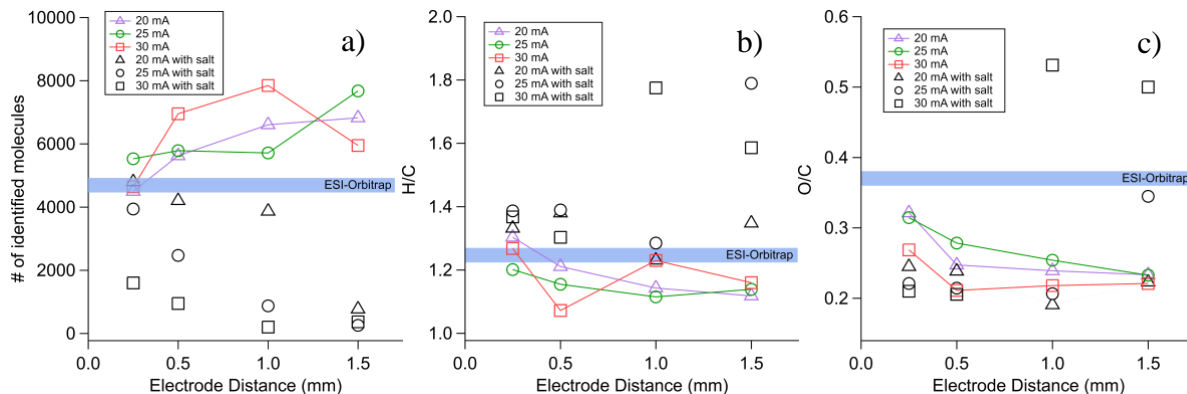 10000
8000
6000
4000
2000
0
# of identified molecules
20 mA
25 mA
30 mA
20 mA with salt
25 mA with salt
30 mA with salt
a)
ESI-Orbitrap
0.0
0.5
1.0
1.5
Electrode Distance (mm)
2.0
1.8
1.6
1.4
1.2
1.0
H/C
20 mA
25 mA
30 mA
20 mA with salt
25 mA with salt
30 mA with salt
b)
ESI-Orbitrap
0.0
0.5
1.0
1.5
Electrode Distance (mm)
0.6
0.5
0.4
0.3
0.2
O/C
20 mA
25 mA
30 mA
20 mA with salt
25 mA with salt
30 mA with salt
c)
ESI-Orbitrap
0.0
0.5
1.0
1.5
Electrode Distance (mm)